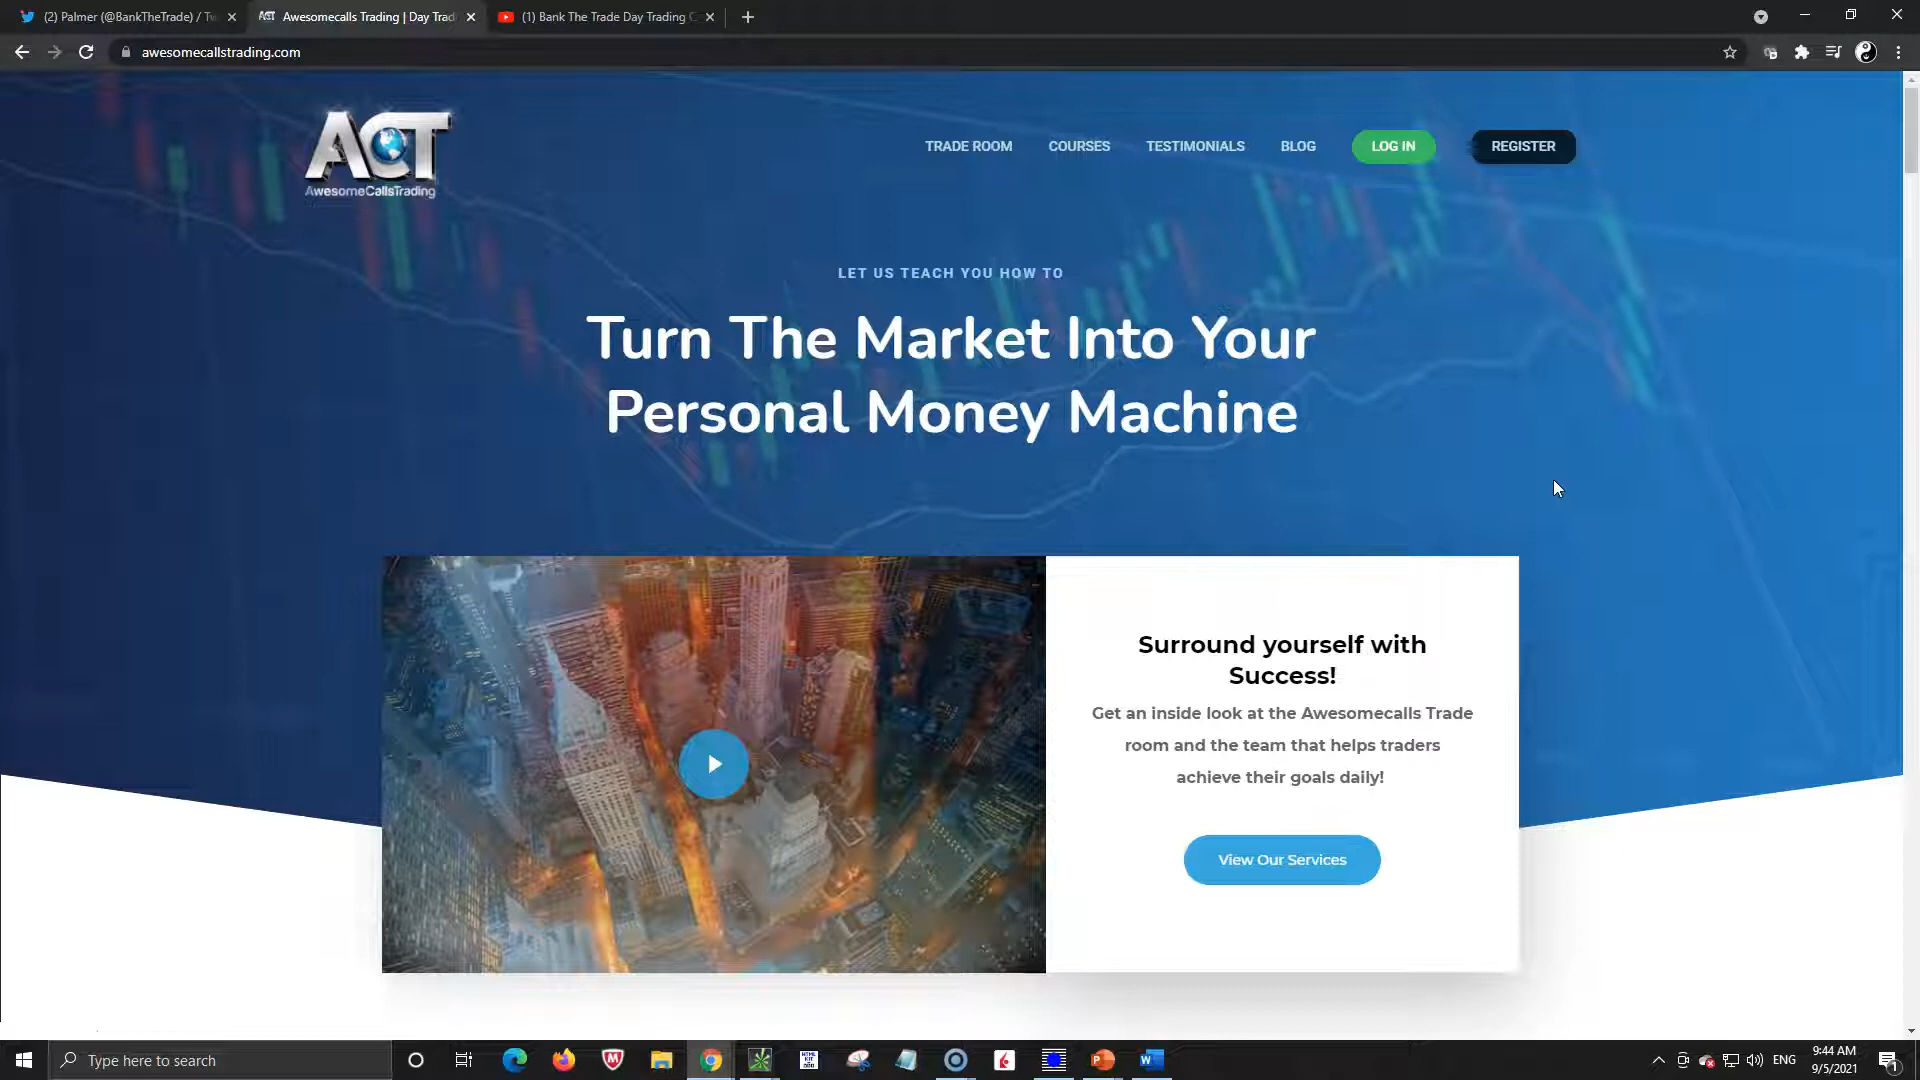 (2) Palmer (@BankTheTrade) / Tw
Awesomecalls Trading | Day Trad
(1) Bank The Trade Day Trading C
awesomecallstrading.com
ACT
AwesomeCallsTrading
TRADE ROOM
COURSES
TESTIMONIALS
BLOG
LOG IN
REGISTER
LET US TEACH YOU HOW TO
Turn The Market Into Your
Personal Money Machine
Surround yourself with
Success!
Get an inside look at the Awesomecalls Trade
room and the team that helps traders
achieve their goals daily!
View Our Services
Type here to search
ENG
9:44 AM
9/5/2021